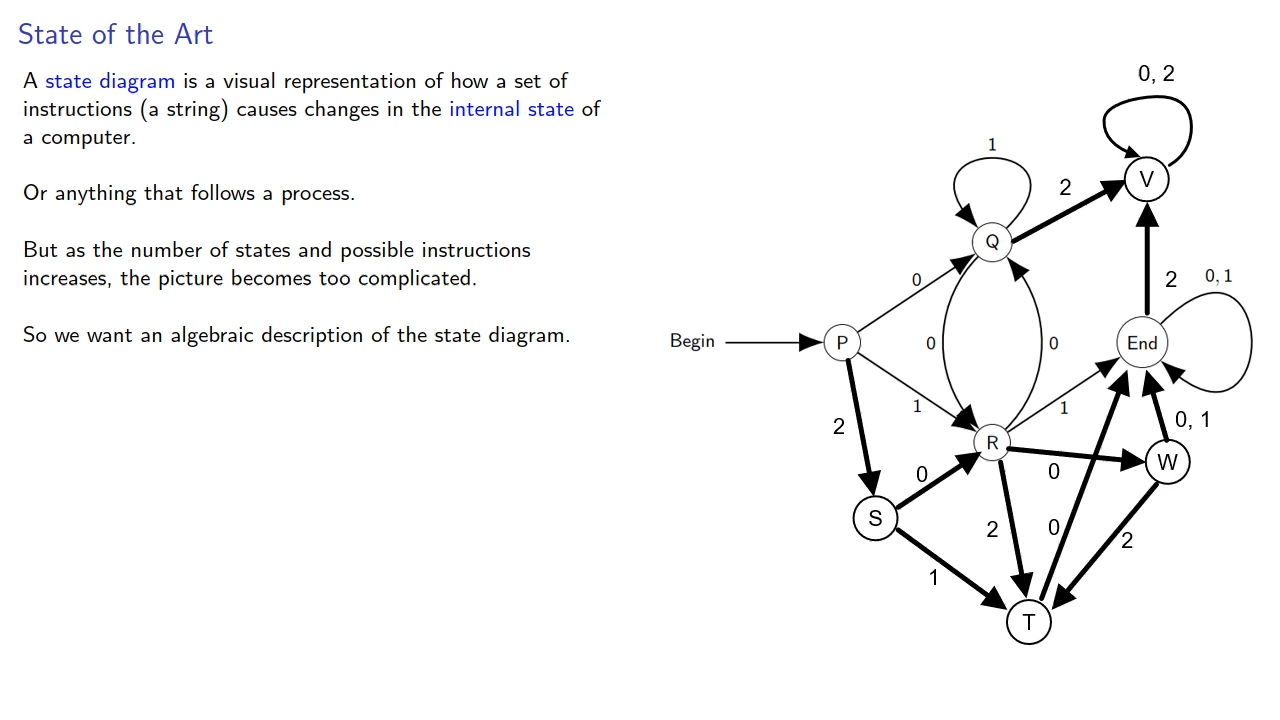 State of the Art
A state diagram is a visual representation of how a set of
instructions (a string) causes changes in the internal state of
a computer.
Or anything that follows a process.
But as the number of states and possible instructions
increases, the picture becomes too complicated.
So we want an algebraic description of the state diagram.
0, 2
V
1
2
Q
0
2
0, 1
Begin
P
0
0
End
1
1
2
0, 1
R
W
0
0
S
2
0
2
1
T